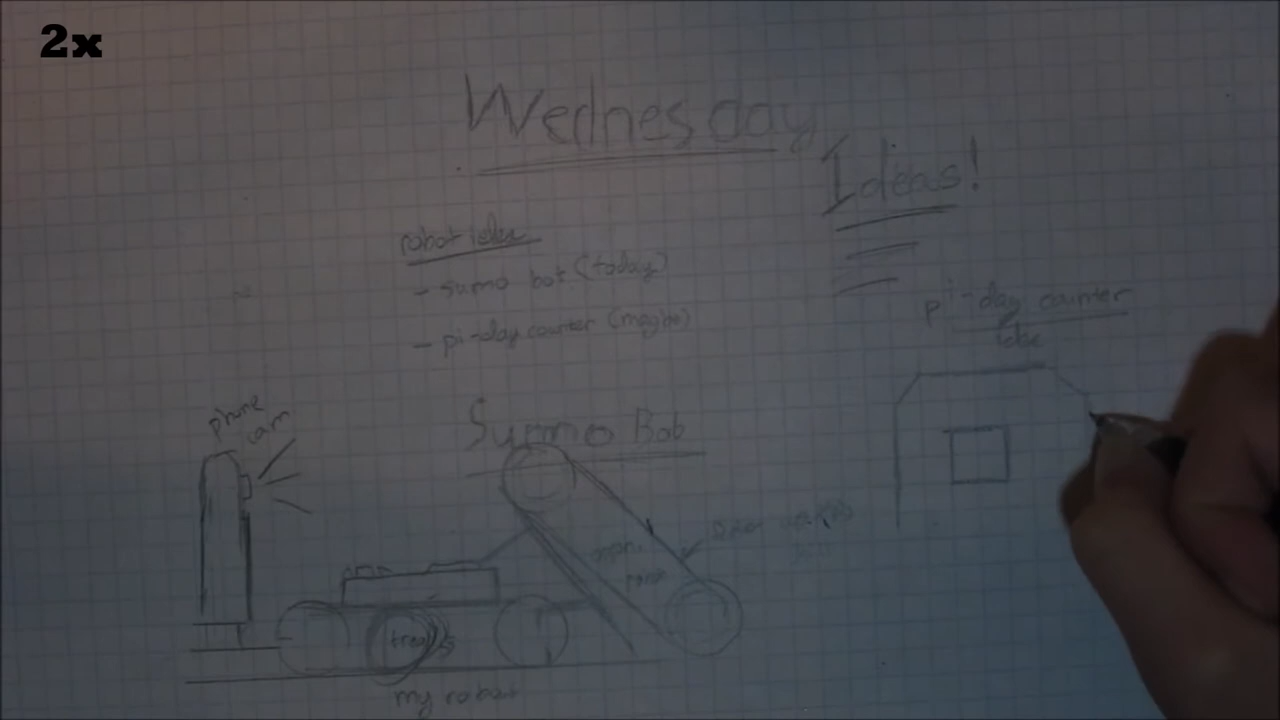 2x
Wednesday
Ideas!
robot idea
- sumo bot (today)
- pi-day counter (maybe)
pi-day counter
idea
phone
cam
Summo Bob
treads
my robot